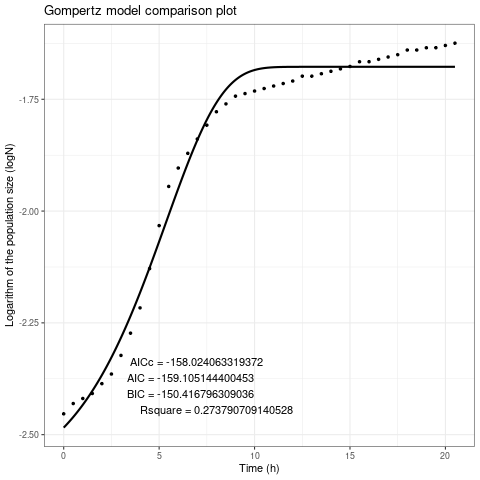 Gompertz model comparison plot
Logarithm of the population size (logN)
-1.75
-2.00
-2.25
-2.50
AICc = -158.024063319372
AIC = -159.105144400453
BIC = -150.416796309036
Rsquare = 0.273790709140528
0 5 10 15 20
Time (h)